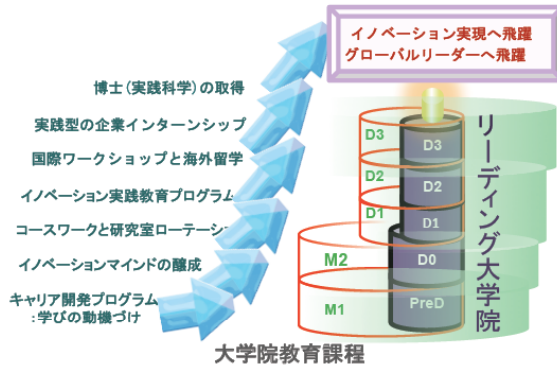 イノベーション実現へ飛躍
グローバルリーダーへ飛躍
博士(実践科学)の取得
実践型の企業インターンシップ
国際ワークショップと海外留学
イノベーション実践教育プログラム
コースワークと研究室ローテーショ
イノベーションマインドの醸成
キャリア開発プログラム
:学びの動機づけ
D3
D2
D1
M2
M1
D3
D2
D1
D0
PreD
リーディング大学院
大学院教育課程